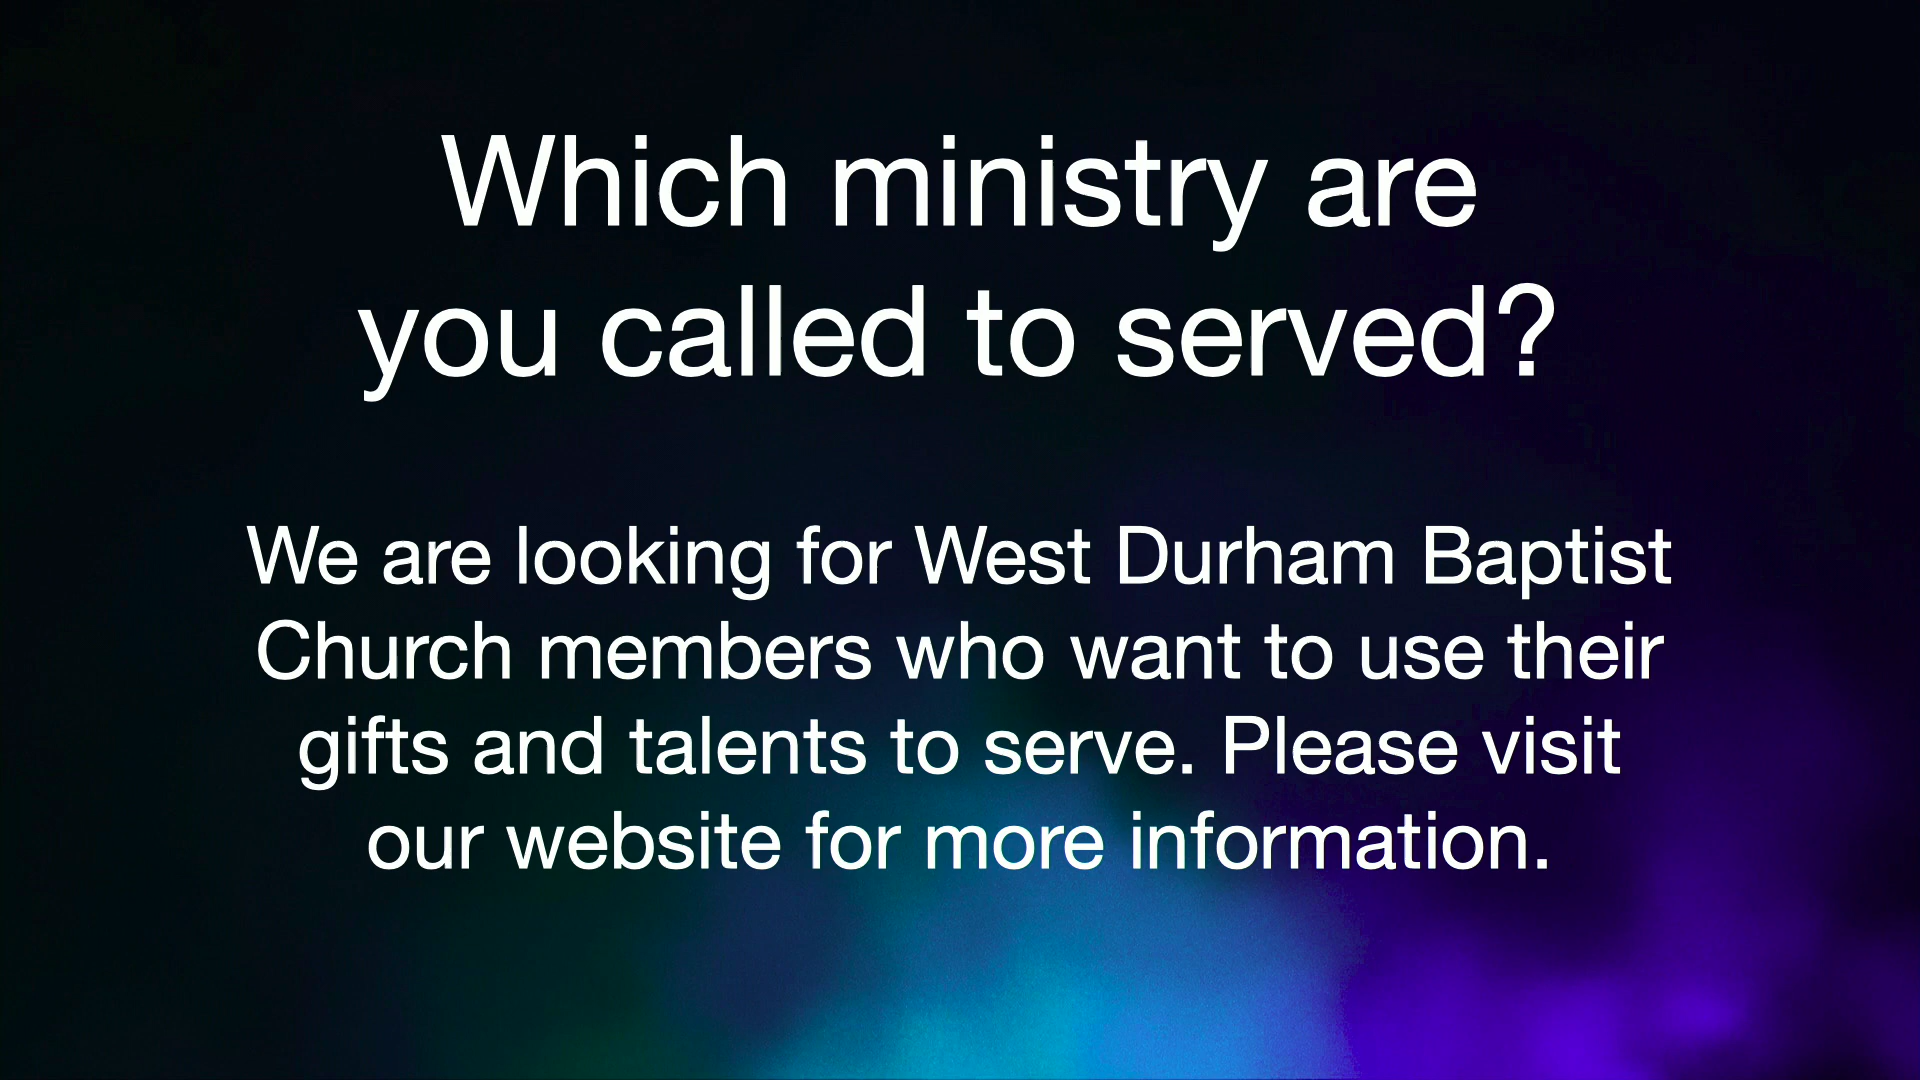 Which ministry are
you called to served?
We are looking for West Durham Baptist
Church members who want to use their
gifts and talents to serve. Please visit
our website for more information.